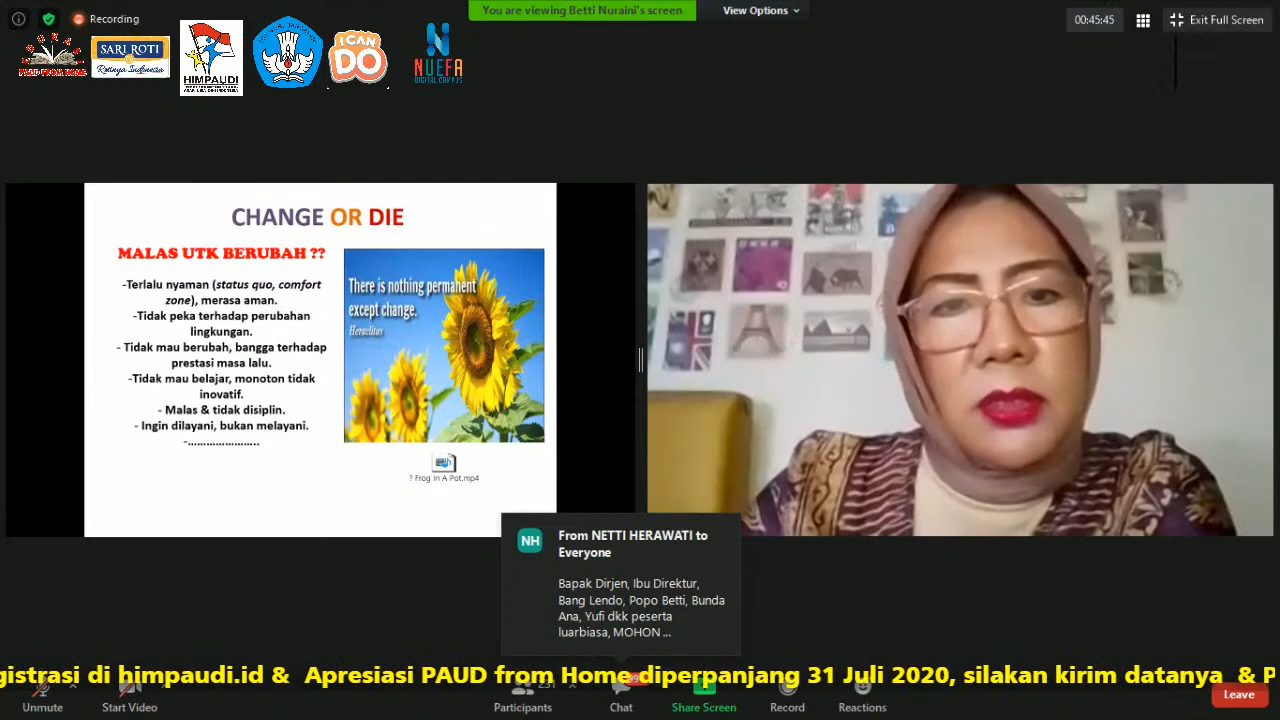 Recording
You are viewing Betti Nuraini's screen
View Options
00:45:45
Exit Full Screen
PAUD FROM HOME
SARI ROTI
Rotinya Indonesia
HIMPAUDI
I CAN
DO
NUEFA
DIGITAL CAMPUS
CHANGE OR DIE
MALAS UTK BERUBAH ??
-Terlalu nyaman (status quo, comfort
zone), merasa aman.
-Tidak peka terhadap perubahan
lingkungan.
- Tidak mau berubah, bangga terhadap
prestasi masa lalu.
-Tidak mau belajar, monoton tidak
inovatif.
- Malas & tidak disiplin.
- Ingin dilayani, bukan melayani.
-.....................
There is nothing permanent
except change.
Heraclitus
? Frog In A Pot.mp4
NH
From NETTI HERAWATI to
Everyone
Bapak Dirjen, Ibu Direktur,
Bang Lendo, Popo Betti, Bunda
Ana, Yufi dkk peserta
luarbiasa, MOHON ...
gistrasi di himpaudi.id & Apresiasi PAUD from Home diperpanjang 31 Juli 2020, silakan kirim datanya & P
Unmute
Start Video
Participants
Chat
Share Screen
Record
Reactions
Leave